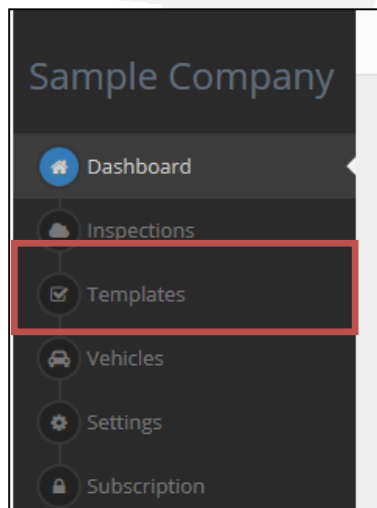 Sample Company
Dashboard
Inspections
Templates
Vehicles
Settings
Subscription